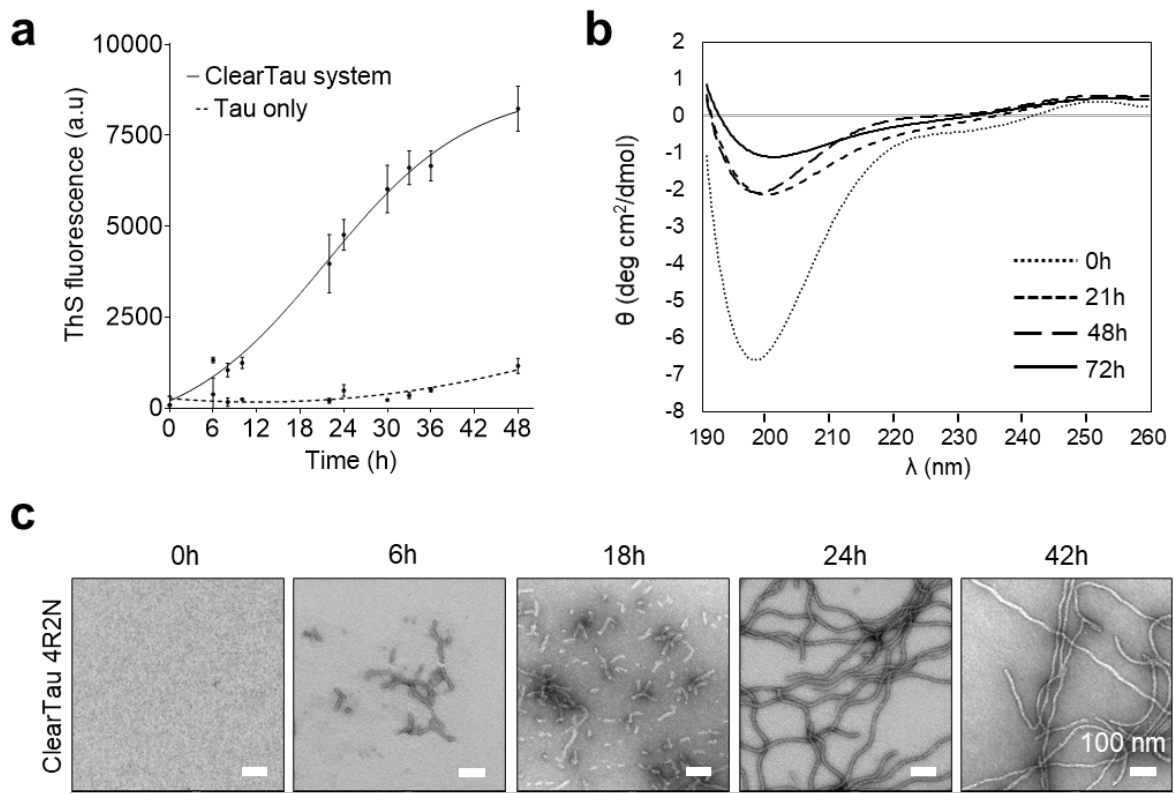 a
10000
7500
5000
2500
0
ThS fluorescence (a.u)
— ClearTau system
--- Tau only
0 6 12 18 24 30 36 42 48
Time (h)
b
2
1
0
-1
-2
-3
-4
-5
-6
-7
-8
θ (deg cm²/dmol)
0h
21h
48h
72h
190 200 210 220 230 240 250 260
λ (nm)
c
0h 6h 18h 24h 42h
ClearTau 4R2N
100 nm